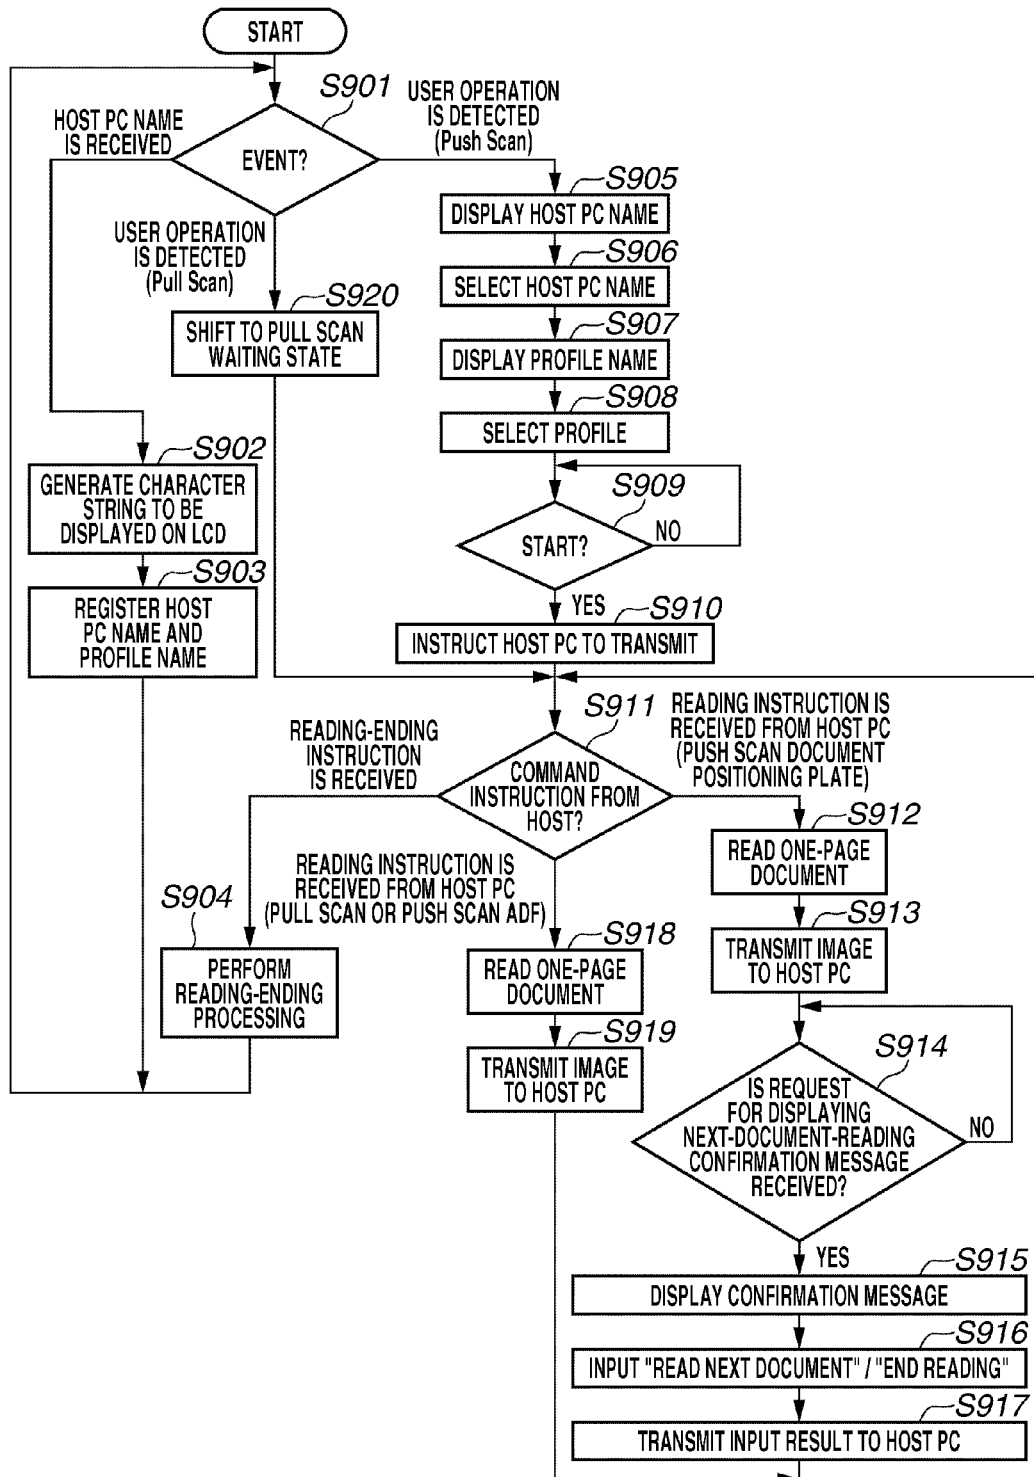 START
S901
HOST PC NAME
IS RECEIVED
EVENT?
USER OPERATION
IS DETECTED
(Push Scan)
USER OPERATION
IS DETECTED
(Pull Scan)
S905
DISPLAY HOST PC NAME
S906
SELECT HOST PC NAME
S920
SHIFT TO PULL SCAN
WAITING STATE
S907
DISPLAY PROFILE NAME
S908
SELECT PROFILE
S902
GENERATE CHARACTER
STRING TO BE
DISPLAYED ON LCD
S909
START?
NO
YES
S903
REGISTER HOST
PC NAME AND
PROFILE NAME
S910
INSTRUCT HOST PC TO TRANSMIT
S911
COMMAND
INSTRUCTION FROM
HOST?
READING-ENDING
INSTRUCTION
IS RECEIVED
READING INSTRUCTION IS
RECEIVED FROM HOST PC
(PUSH SCAN DOCUMENT
POSITIONING PLATE)
READING INSTRUCTION IS
RECEIVED FROM HOST PC
(PULL SCAN OR PUSH SCAN ADF)
S912
READ ONE-PAGE
DOCUMENT
S904
PERFORM
READING-ENDING
PROCESSING
S918
READ ONE-PAGE
DOCUMENT
S913
TRANSMIT IMAGE
TO HOST PC
S919
TRANSMIT IMAGE
TO HOST PC
S914
IS REQUEST
FOR DISPLAYING
NEXT-DOCUMENT-READING
CONFIRMATION MESSAGE
RECEIVED?
NO
YES
S915
DISPLAY CONFIRMATION MESSAGE
S916
INPUT "READ NEXT DOCUMENT" / "END READING"
S917
TRANSMIT INPUT RESULT TO HOST PC